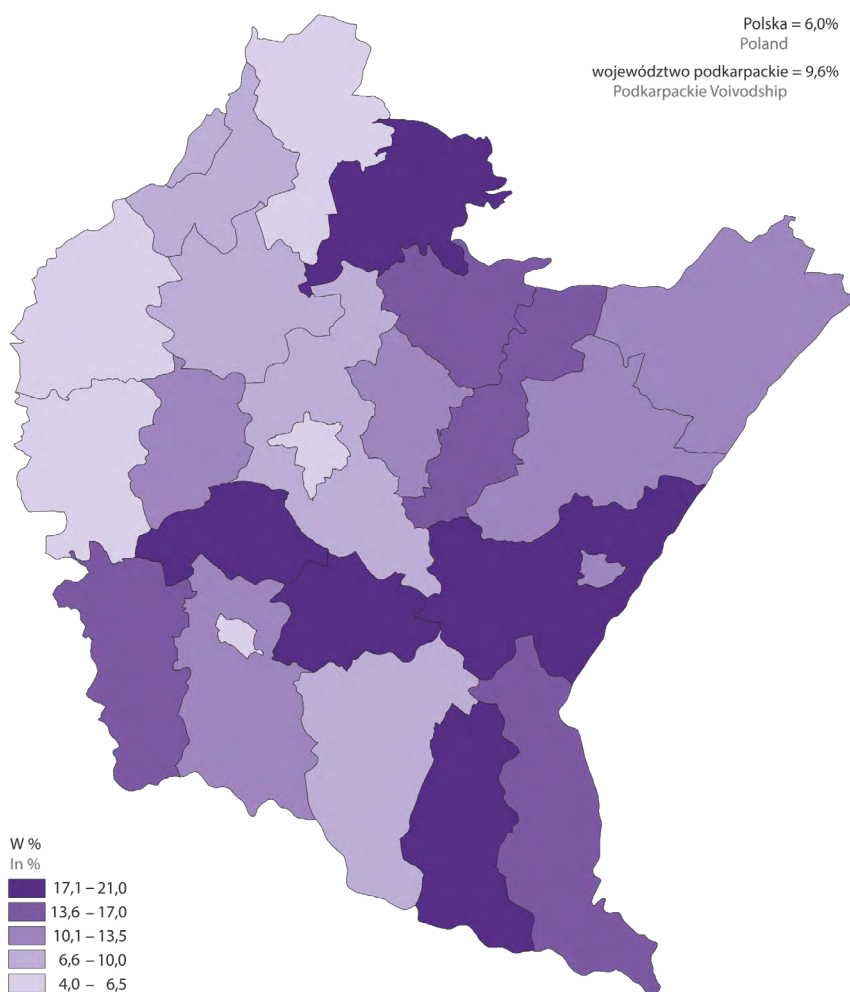 Polska = 6,0%
Poland
województwo podkarpackie = 9,6%
Podkarpackie Voivodship
W %
In %
17,1 – 21,0
13,6 – 17,0
10,1 – 13,5
6,6 – 10,0
4,0 – 6,5